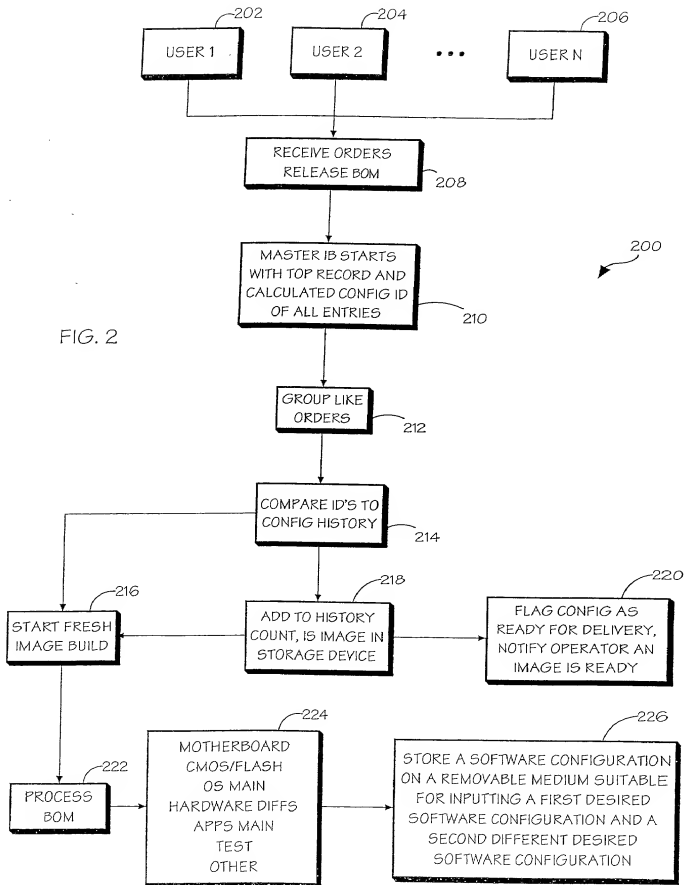 202
204
206
USER 1
USER 2
•••
USER N
RECEIVE ORDERS
RELEASE BOM
208
200
MASTER IB STARTS
WITH TOP RECORD AND
CALCULATED CONFIG ID
OF ALL ENTRIES
210
FIG. 2
GROUP LIKE
ORDERS
212
COMPARE ID'S TO
CONFIG HISTORY
214
216
START FRESH
IMAGE BUILD
218
ADD TO HISTORY
COUNT, IS IMAGE IN
STORAGE DEVICE
220
FLAG CONFIG AS
READY FOR DELIVERY,
NOTIFY OPERATOR AN
IMAGE IS READY
222
PROCESS
BOM
224
MOTHERBOARD
CMOS/FLASH
OS MAIN
HARDWARE DIFFS
APPS MAIN
TEST
OTHER
226
STORE A SOFTWARE CONFIGURATION
ON A REMOVABLE MEDIUM SUITABLE
FOR INPUTTING A FIRST DESIRED
SOFTWARE CONFIGURATION AND A
SECOND DIFFERENT DESIRED
SOFTWARE CONFIGURATION